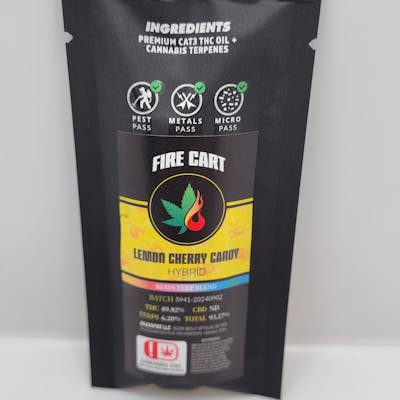 INGREDIENTS
PREMIUM CAT3 THC OIL +
CANNABIS TERPENES
PEST
PASS
METALS
PASS
MICRO
PASS
FIRE CART
LEMON CHERRY CANDY
HYBRID
RESIN TERP BLEND
BATCH 5941-20240902
THC 89.82% CBD ND
TERPS 6.20% TOTAL 93.27%